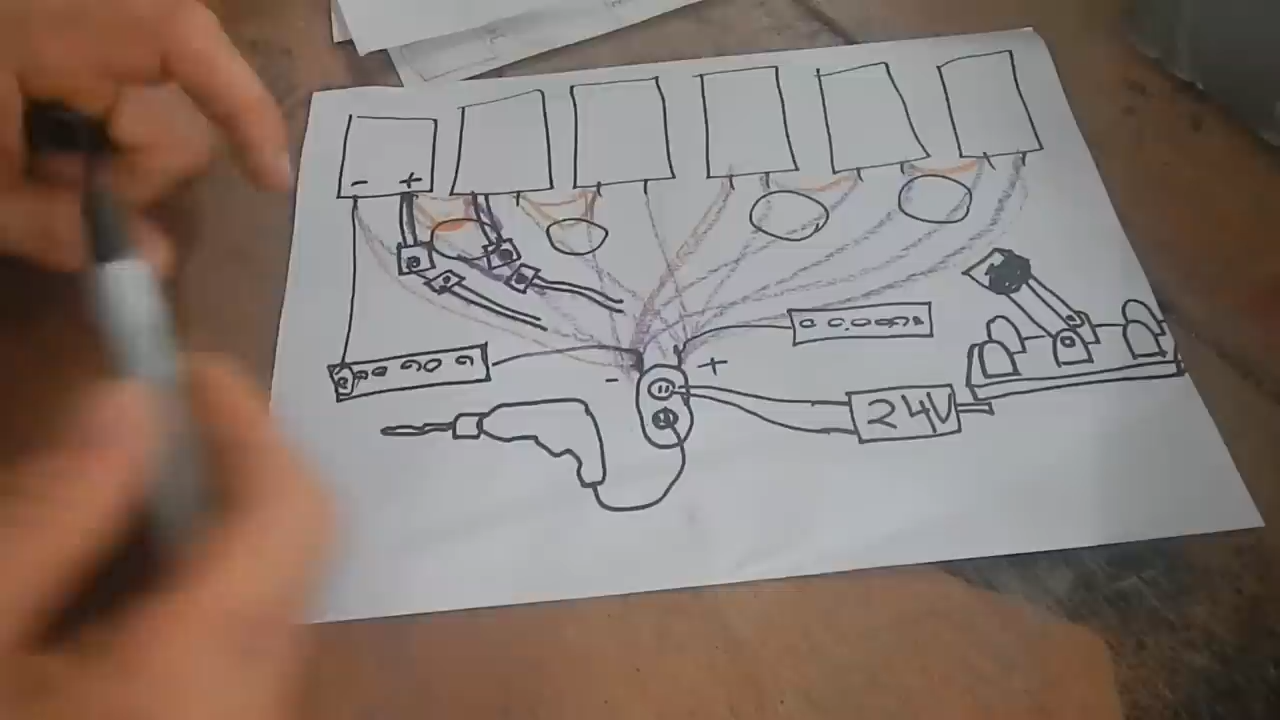 - +
- +
24V